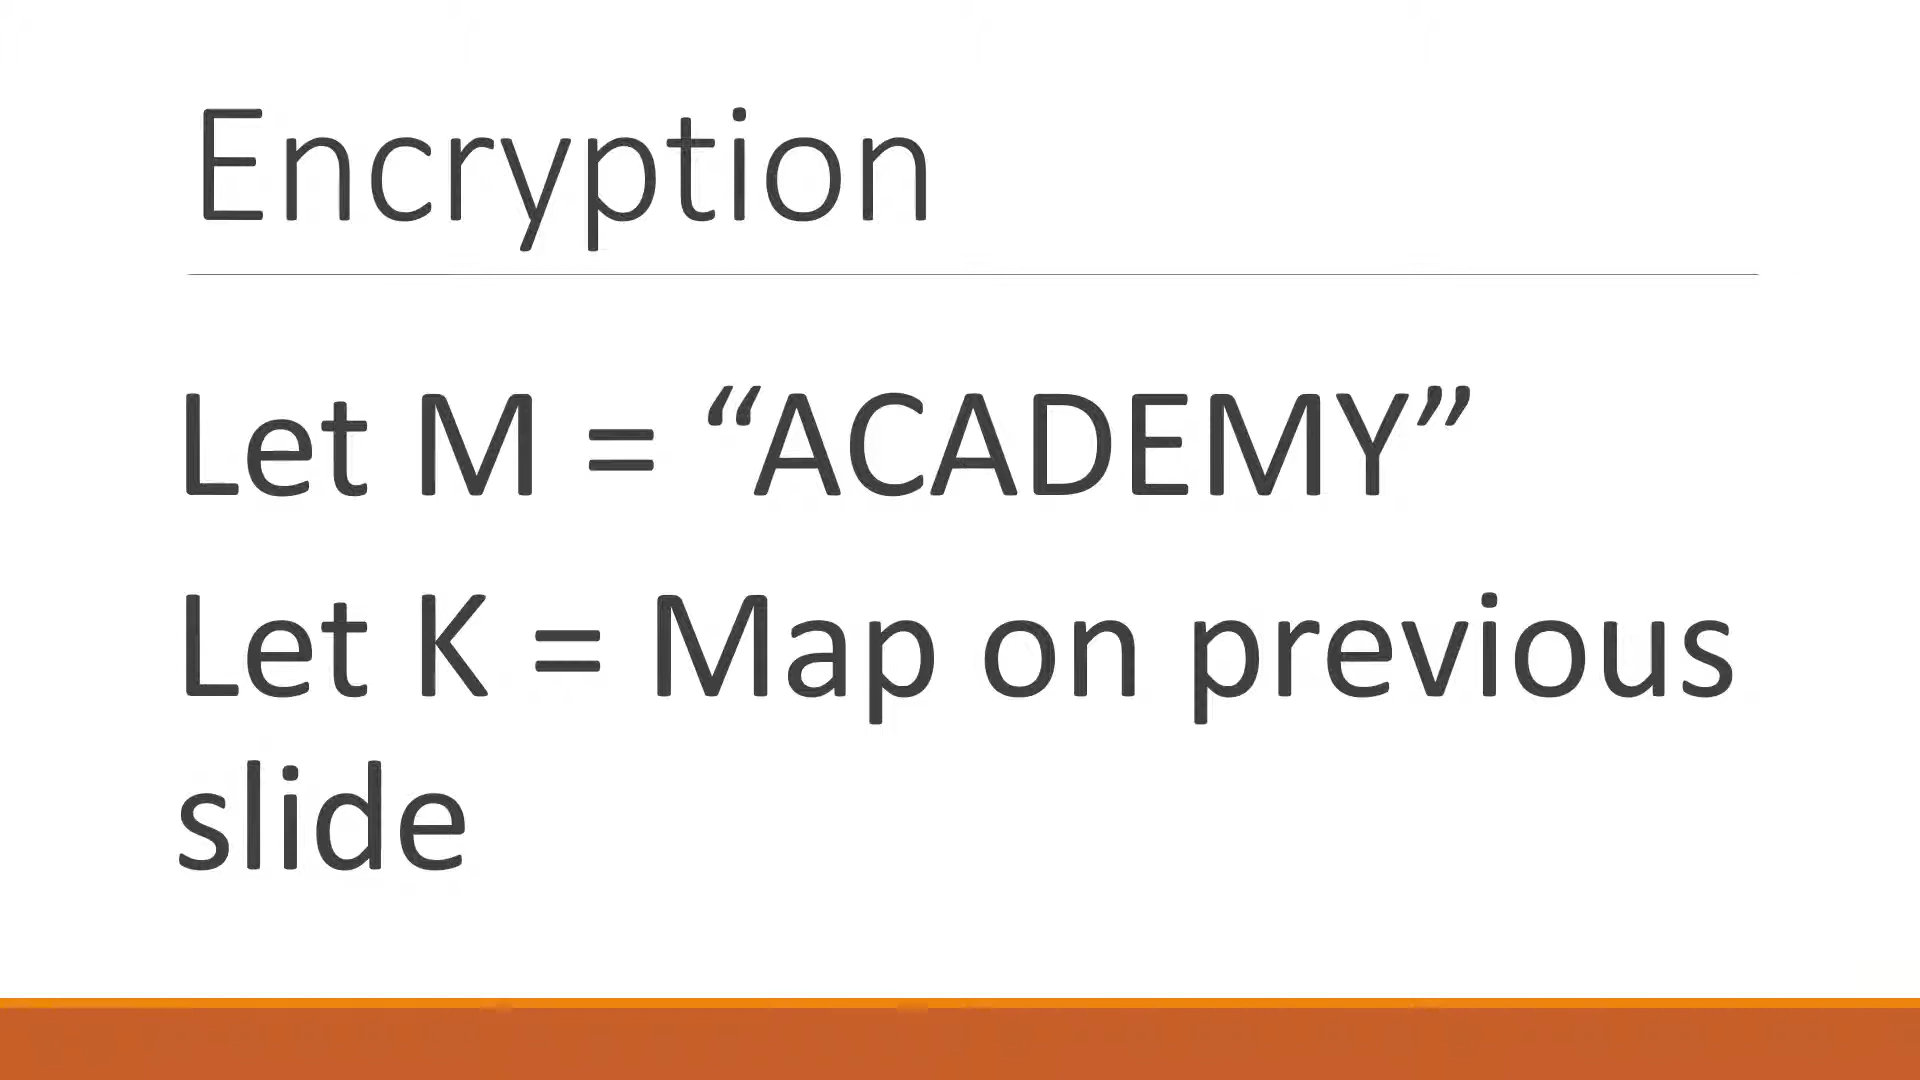 Encryption
Let M = “ACADEMY”
Let K = Map on previous
slide